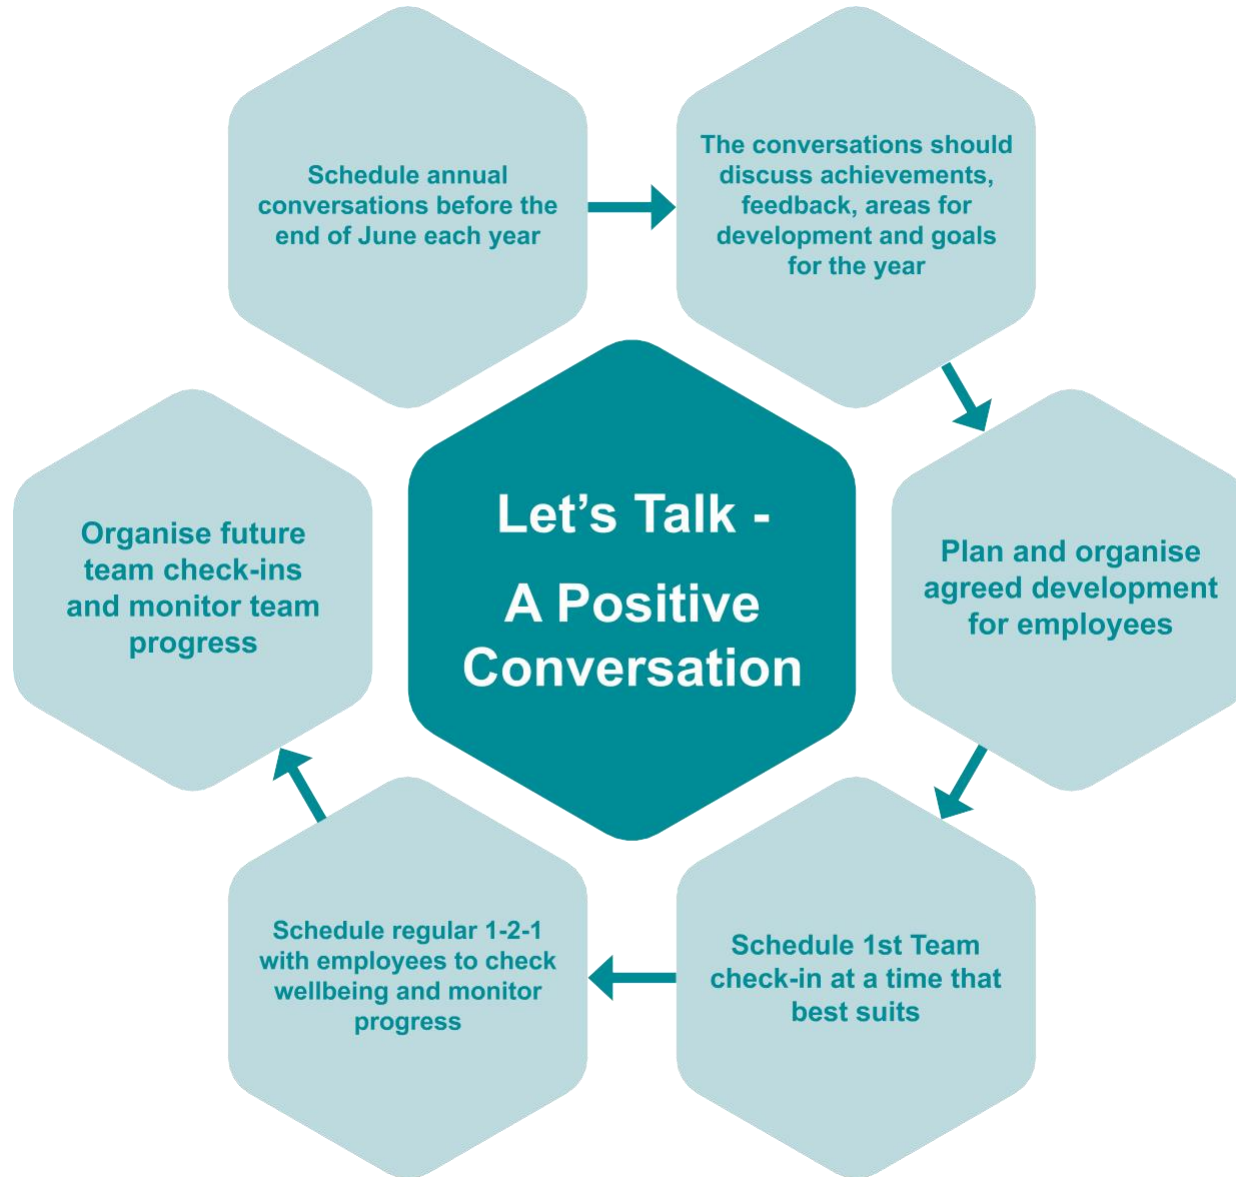 Schedule annual
conversations before the
end of June each year
The conversations should
discuss achievements,
feedback, areas for
development and goals
for the year
Plan and organise
agreed development
for employees
Schedule 1st Team
check-in at a time that
best suits
Schedule regular 1-2-1
with employees to check
wellbeing and monitor
progress
Organise future
team check-ins
and monitor team
progress
Let’s Talk -
A Positive
Conversation